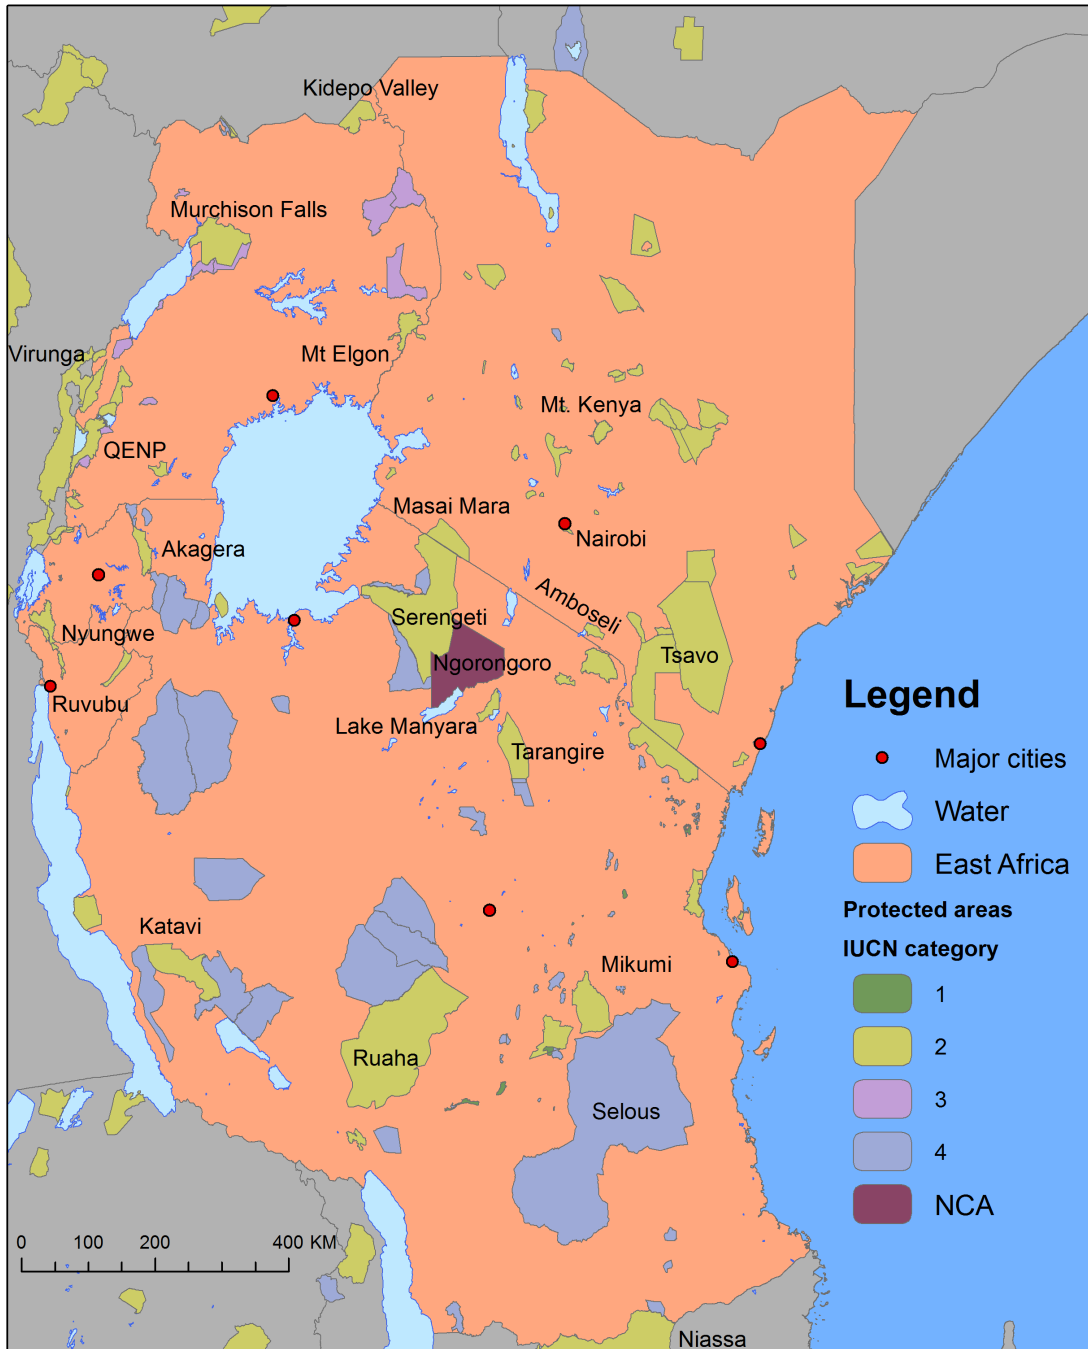 Kidepo Valley
Murchison Falls
Virunga
Mt Elgon
Mt. Kenya
QENP
Masai Mara
Nairobi
Akagera
Amboseli
Serengeti
Nyungwe
Tsavo
Ngorongoro
Ruvubu
Lake Manyara
Tarangire
Katavi
Mikumi
Ruaha
Selous
Niassa
0 100 200 400 KM
Legend
Major cities
Water
East Africa
Protected areas
IUCN category
1
2
3
4
NCA